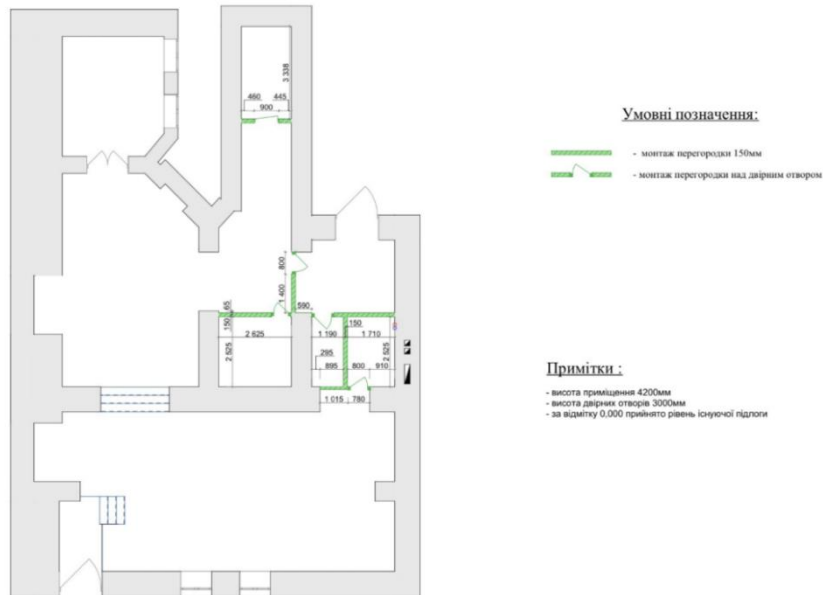 3 338
460 445
900
Умовні позначення:
- монтаж перегородки 150мм
- монтаж перегородки над двірним отвором
800
1 400
65
150
590
2 625
1 190
150
1 710
2 525
295
2 525
895
800
910
1 015
780
Примітки :
- висота приміщення 4200мм
- висота двірних отворів 3000мм
- за відмітку 0,000 прийнято рівень існуючої підлоги